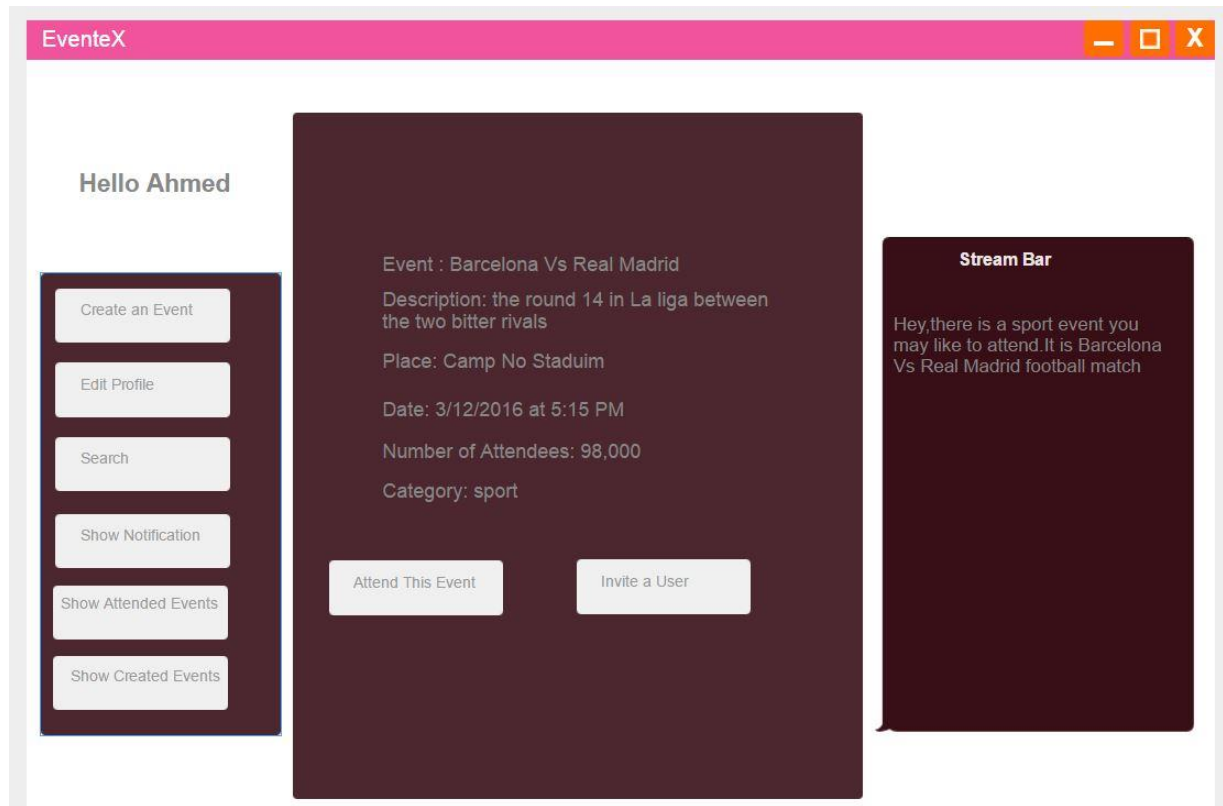 EventeX
X
Hello Ahmed
Create an Event
Edit Profile
Search
Show Notification
Show Attended Events
Show Created Events
Event : Barcelona Vs Real Madrid
Description: the round 14 in La liga between
the two bitter rivals
Place: Camp No Staduim
Date: 3/12/2016 at 5:15 PM
Number of Attendees: 98,000
Category: sport
Attend This Event
Invite a User
Stream Bar
Hey,there is a sport event you
may like to attend.It is Barcelona
Vs Real Madrid football match